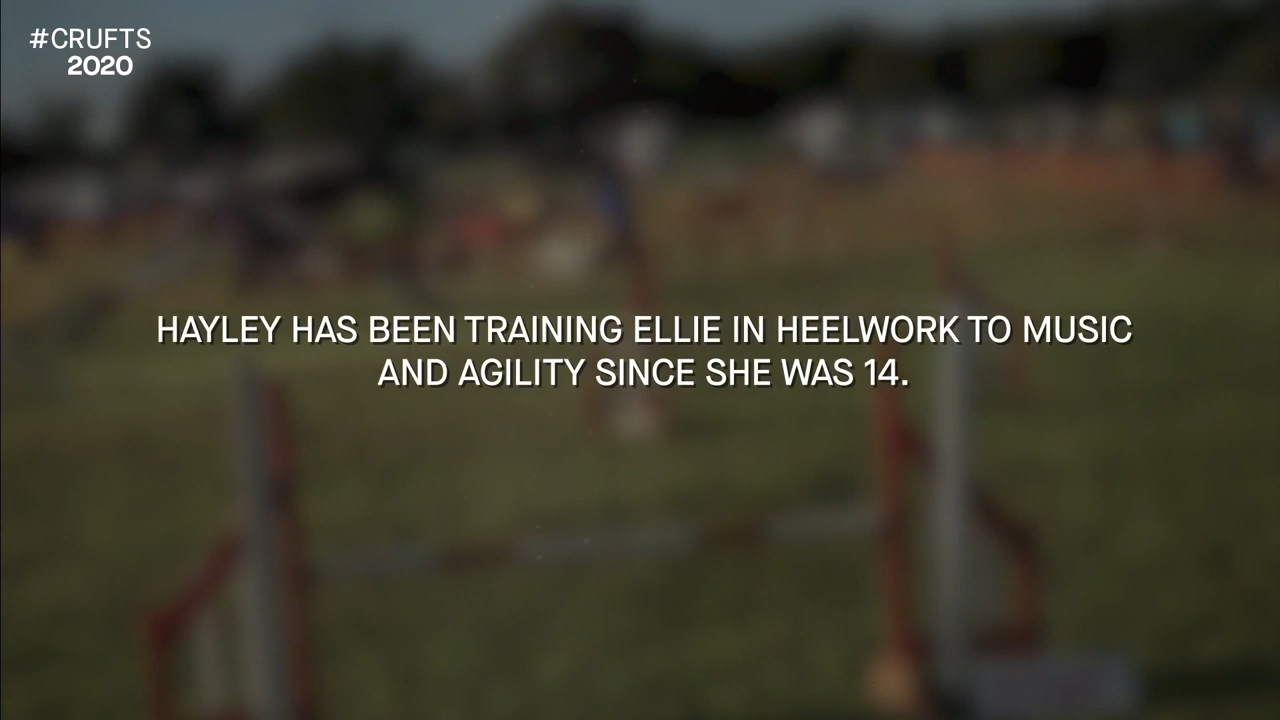 #CRUFTS
2020
HAYLEY HAS BEEN TRAINING ELLIE IN HEELWORK TO MUSIC
AND AGILITY SINCE SHE WAS 14.